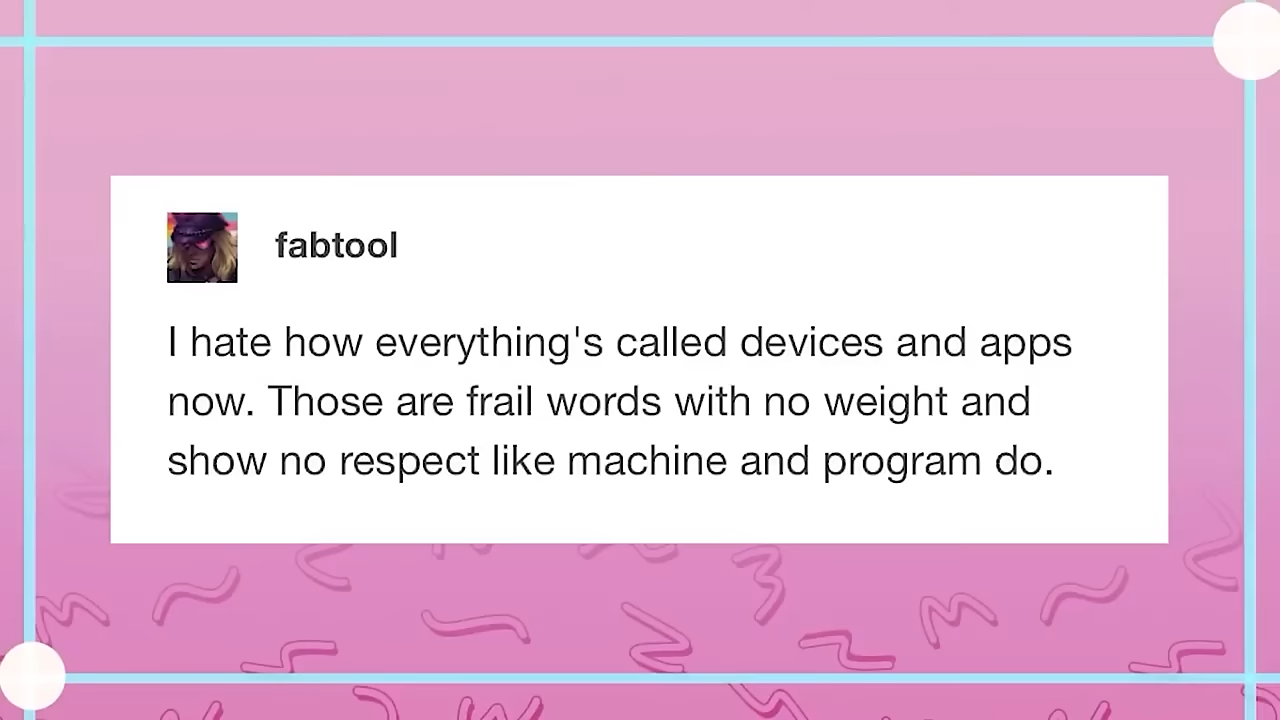 fabtool
I hate how everything's called devices and apps
now. Those are frail words with no weight and
show no respect like machine and program do.